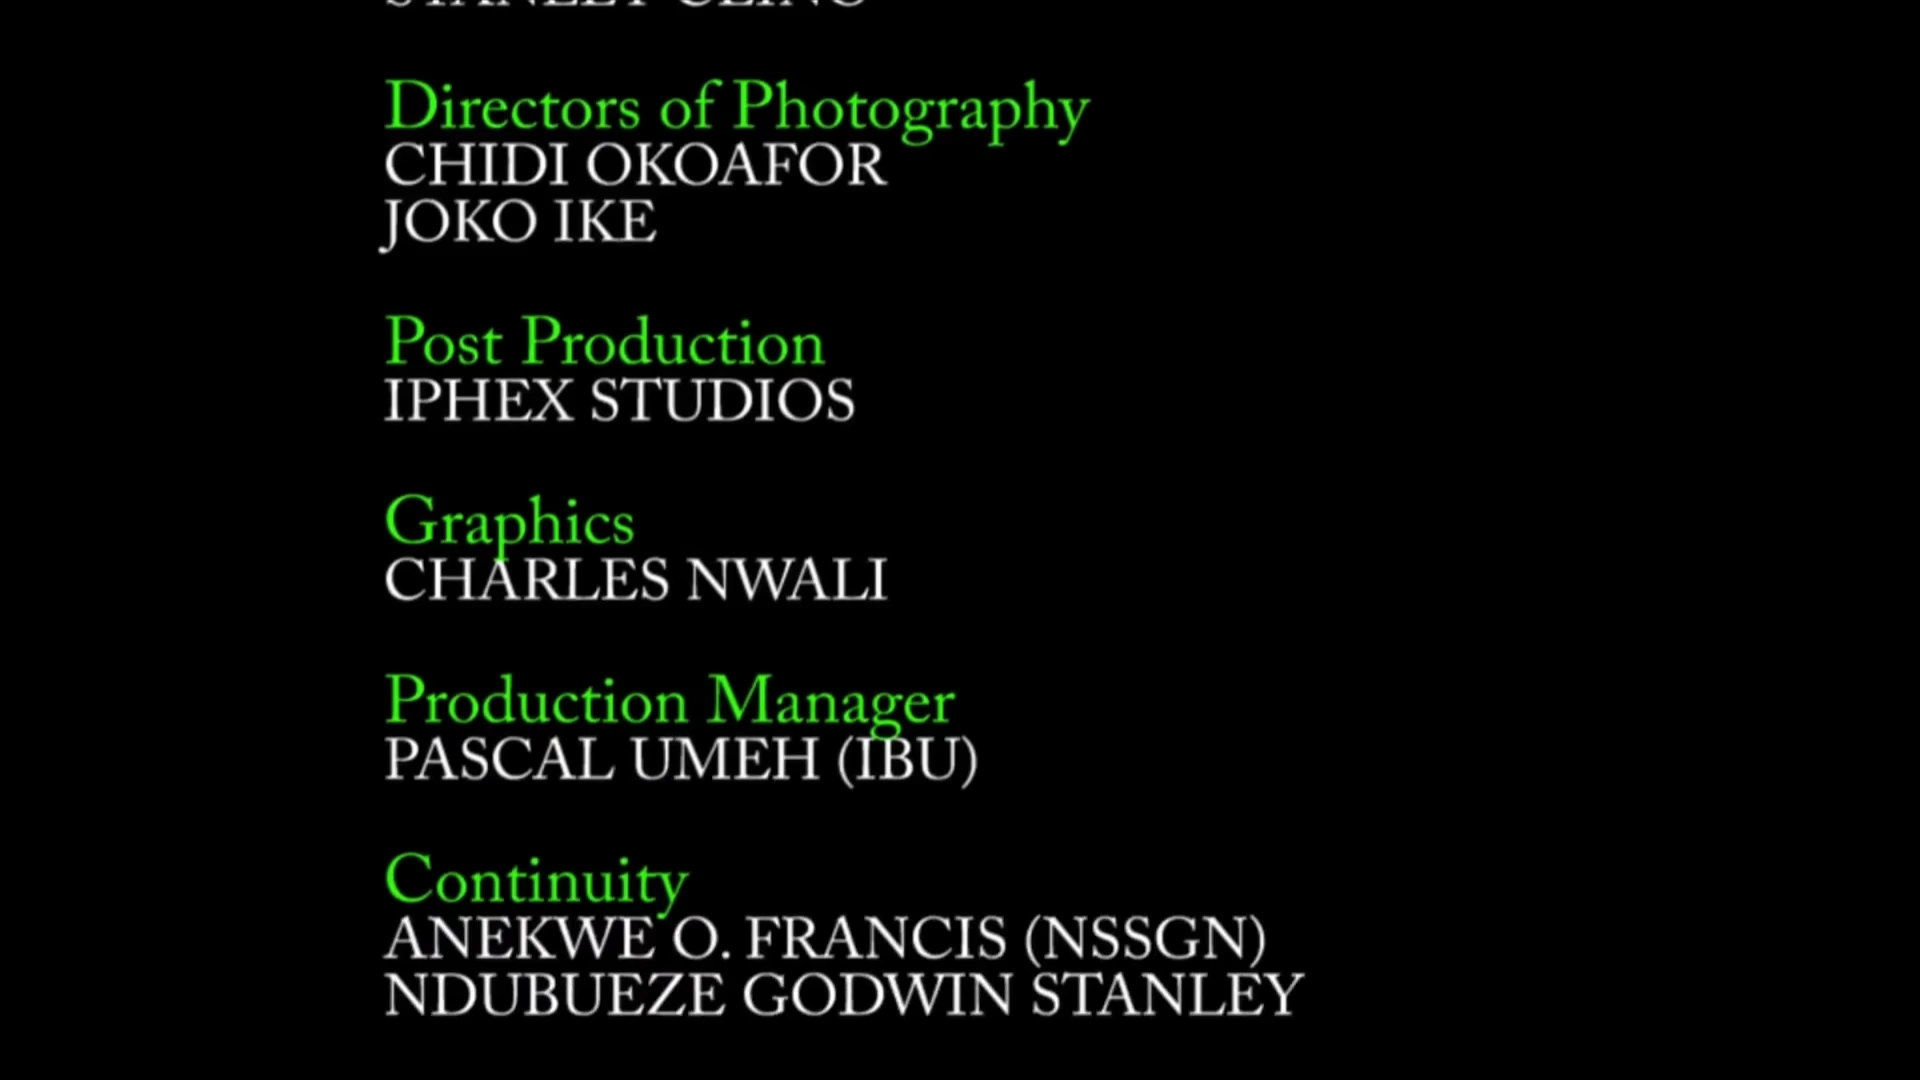 Directors of Photography
CHIDI OKOAFOR
JOKO IKE
Post Production
IPHEX STUDIOS
Graphics
CHARLES NWALI
Production Manager
PASCAL UMEH (IBU)
Continuity
ANEKWE O. FRANCIS (NSSGN)
NDUBUEZE GODWIN STANLEY